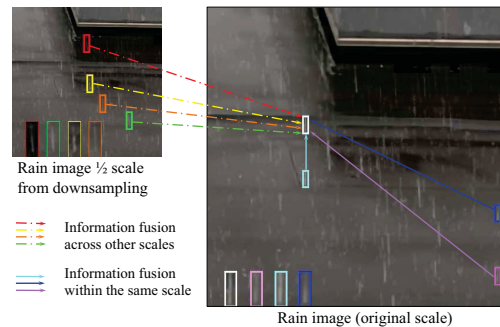 Rain image ½ scale
from downsampling
Information fusion
across other scales
Information fusion
within the same scale
Rain image (original scale)